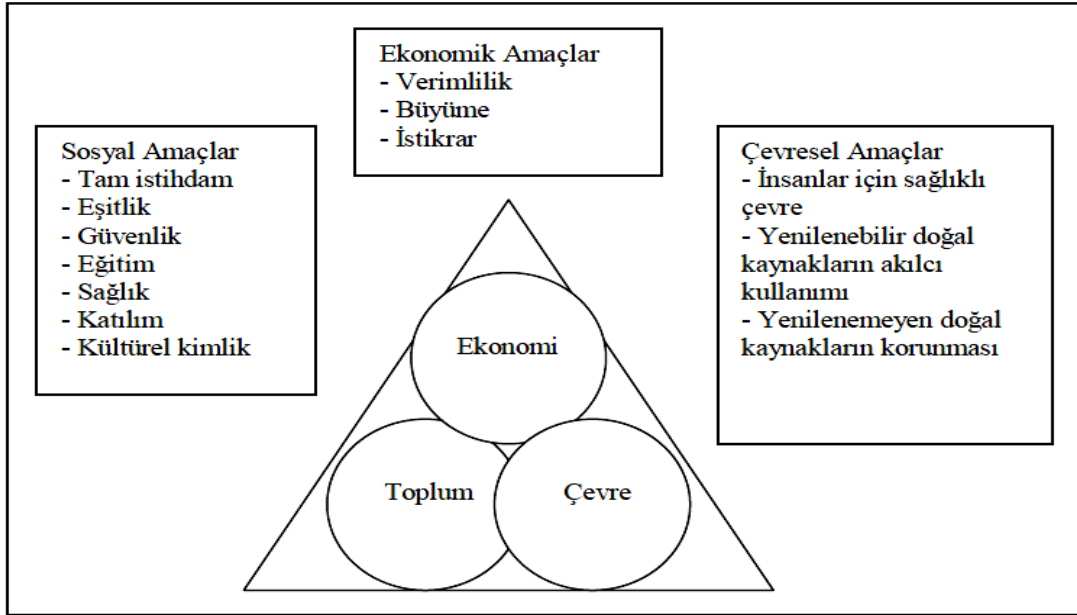 Ekonomik Amaçlar
- Verimlilik
- Büyüme
- İstikrar
Sosyal Amaçlar
- Tam istihdam
- Eşitlik
- Güvenlik
- Eğitim
- Sağlık
- Katılım
- Kültürel kimlik
Çevresel Amaçlar
- İnsanlar için sağlıklı
çevre
- Yenilenebilir doğal
kaynakların akılcı
kullanımı
- Yenilenemeyen doğal
kaynakların korunması
Ekonomi
Toplum
Çevre